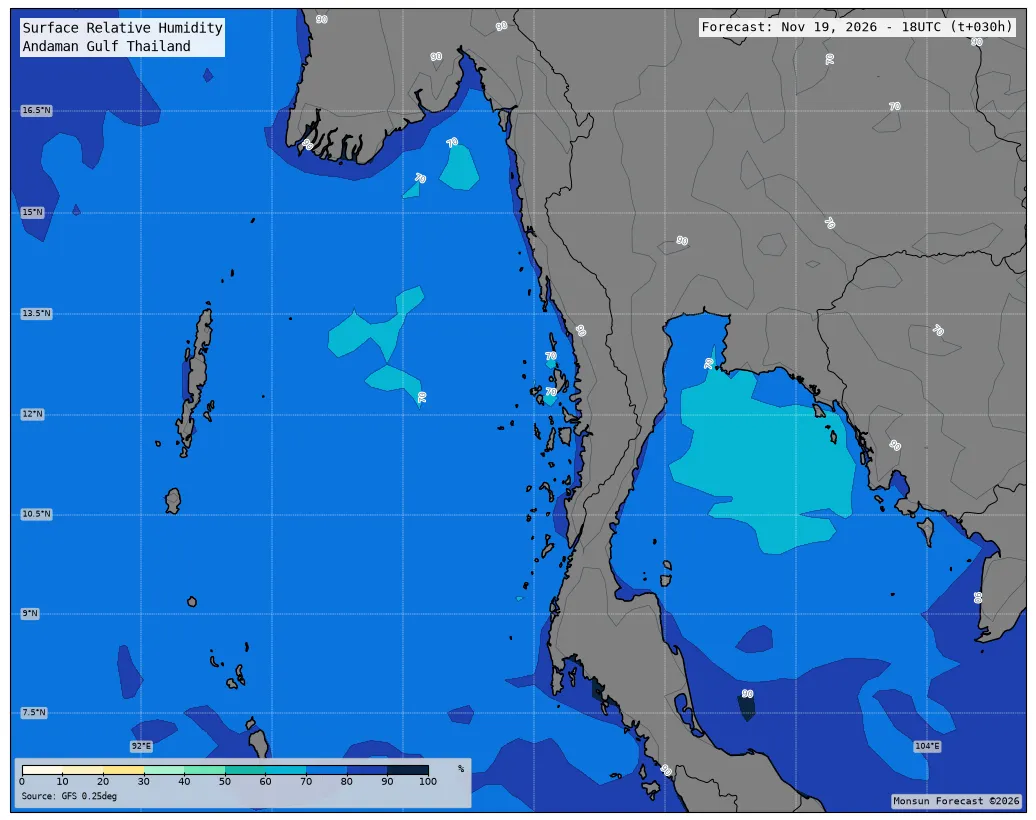 Surface Relative Humidity
Andaman Gulf Thailand
Forecast: Nov 19, 2026 - 18UTC (t+030h)
90
90
90
90
70
70
16.5°N
90
70
70
15°N
70
90
13.5°N
90
70
70
70
70
70
12°N
90
10.5°N
90
9°N
90
7.5°N
92°E
104°E
90
%
0 10 20 30 40 50 60 70 80 90 100
Source: GFS 0.25deg
Monsun Forecast ©2026